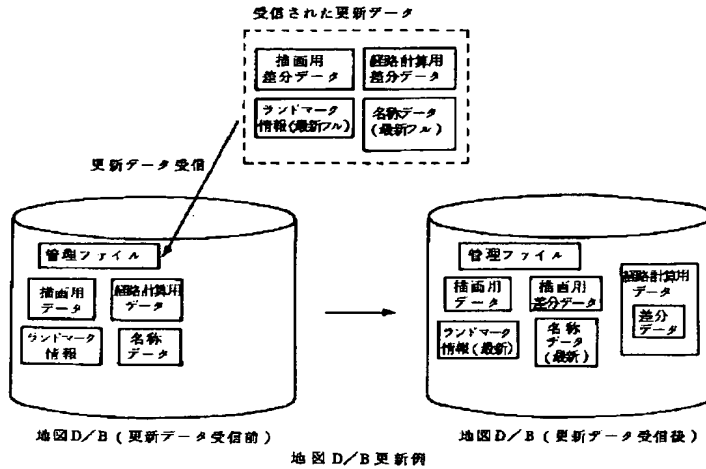 受信された更新データ
描画用
差分データ
経路計算用
差分データ
ランドマーク
情報(最新フル)
名称データ
(最新フル)
更新データ受信
管理ファイル
描画用
データ
経路計算用
データ
ランドマーク
情報
名称
データ
地図D/B(更新データ受信前)
管理ファイル
描画用
データ
描画用
差分データ
経路計算用
データ
差分
データ
ランドマーク
情報(最新)
名称
データ
(最新)
地図D/B(更新データ受信後)
地図D/B更新例